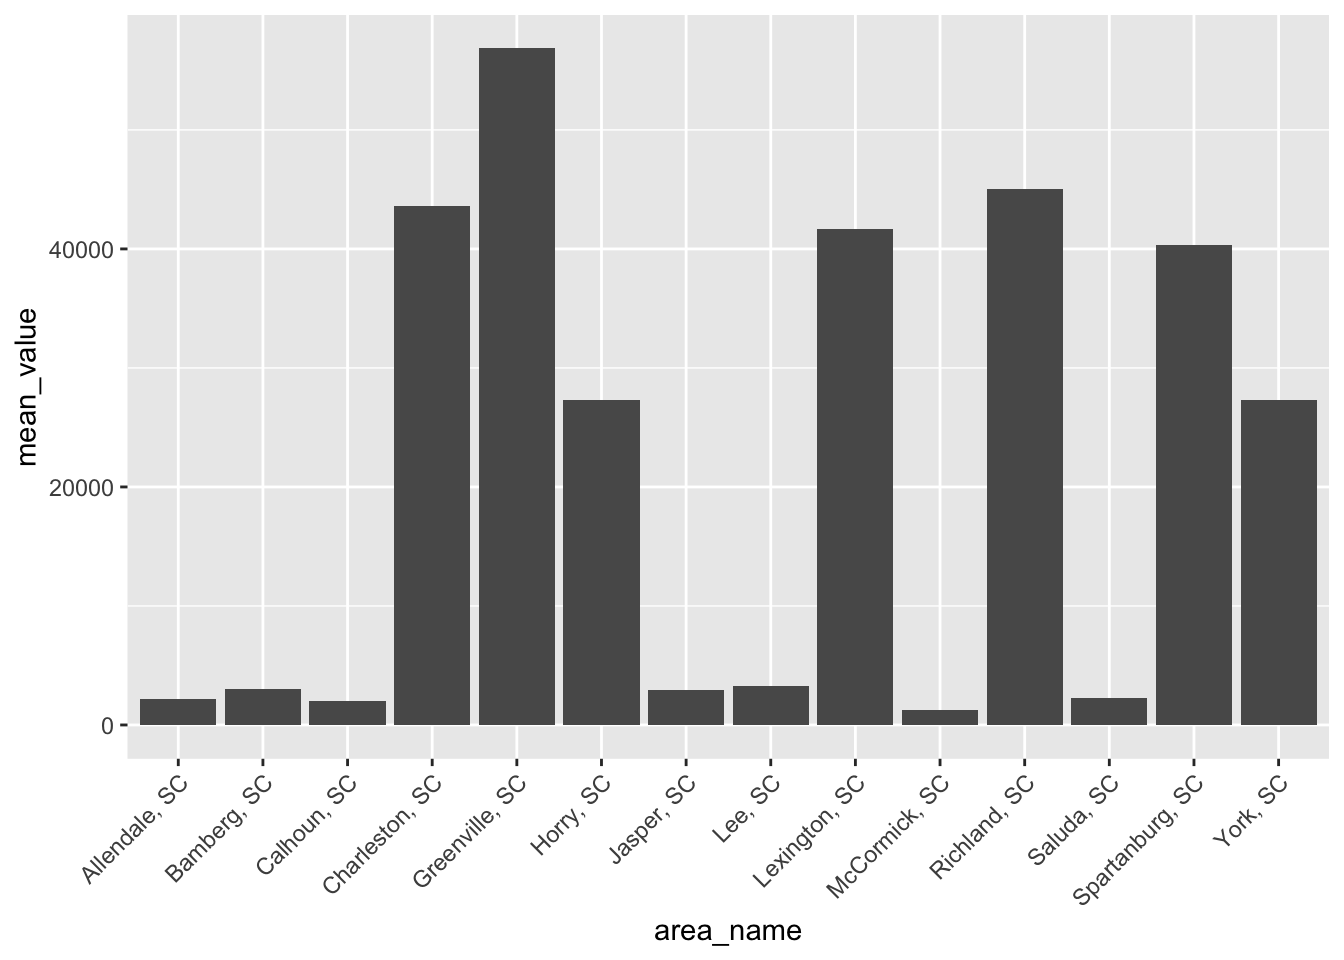 mean_value
40000
20000
0
Allendale, SC
Bamberg, SC
Calhoun, SC
Charleston, SC
Greenville, SC
Horry, SC
Jasper, SC
Lee, SC
Lexington, SC
McCormick, SC
Richland, SC
Saluda, SC
Spartanburg, SC
York, SC
area_name